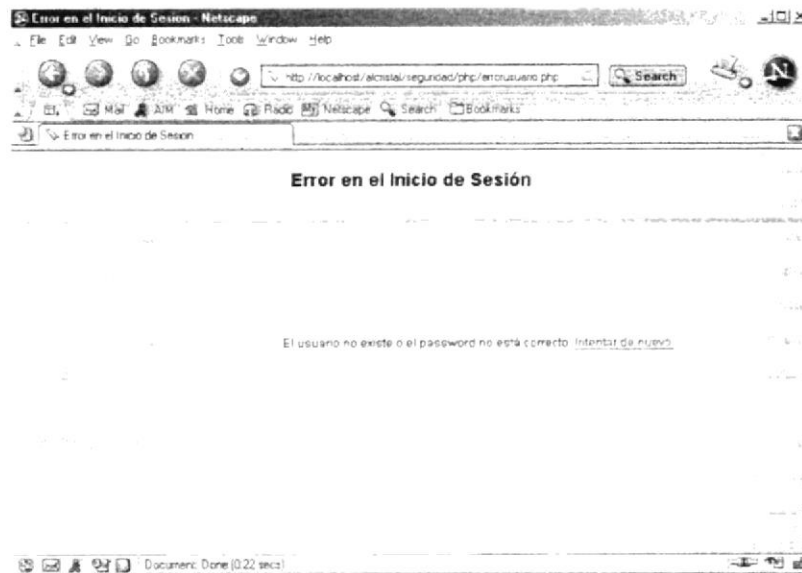 Error en el Inicio de Sesión - Netscape
File Edit View Go Bookmarks Tools Window Help
http://localhost/alcristal/seguridad/php/errorusuario.php Search
Mail AIM Home Radio Netscape Search Bookmarks
Error en el Inicio de Sesión
Error en el Inicio de Sesión
El usuario no existe o el password no está correcto. Intentar de nuevo.
Document: Done (0.22 secs)